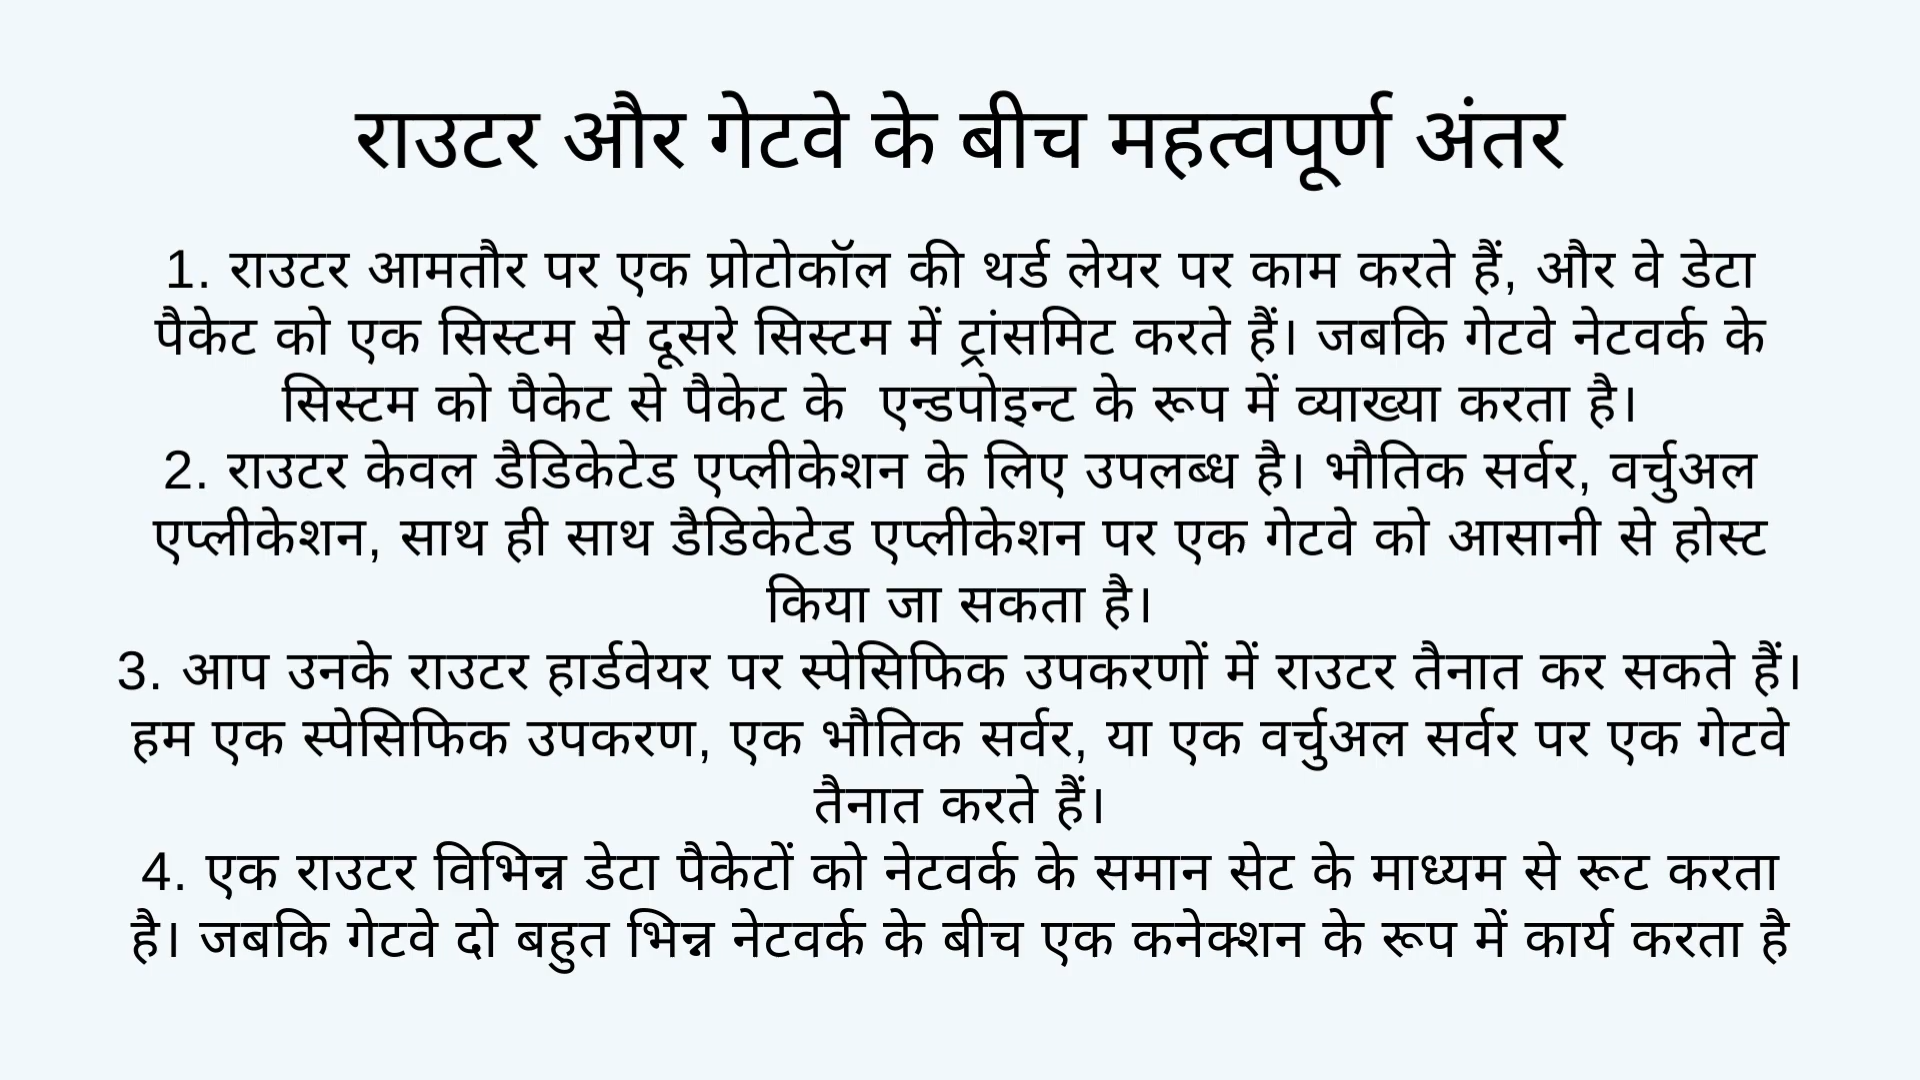 राउटर और गेटवे के बीच महत्वपूर्ण अंतर
1. राउटर आमतौर पर एक प्रोटोकॉल की थर्ड लेयर पर काम करते हैं, और वे डेटा
पैकेट को एक सिस्टम से दूसरे सिस्टम में ट्रांसमिट करते हैं। जबकि गेटवे नेटवर्क के
सिस्टम को पैकेट से पैकेट के  एन्डपोइन्ट के रूप में व्याख्या करता है।
2. राउटर केवल डैडिकेटेड एप्लीकेशन के लिए उपलब्ध है। भौतिक सर्वर, वर्चुअल
एप्लीकेशन, साथ ही साथ डैडिकेटेड एप्लीकेशन पर एक गेटवे को आसानी से होस्ट
किया जा सकता है।
3. आप उनके राउटर हार्डवेयर पर स्पेसिफिक उपकरणों में राउटर तैनात कर सकते हैं।
हम एक स्पेसिफिक उपकरण, एक भौतिक सर्वर, या एक वर्चुअल सर्वर पर एक गेटवे
तैनात करते हैं।
4. एक राउटर विभिन्न डेटा पैकेटों को नेटवर्क के समान सेट के माध्यम से रूट करता
है। जबकि गेटवे दो बहुत भिन्न नेटवर्क के बीच एक कनेक्शन के रूप में कार्य करता है